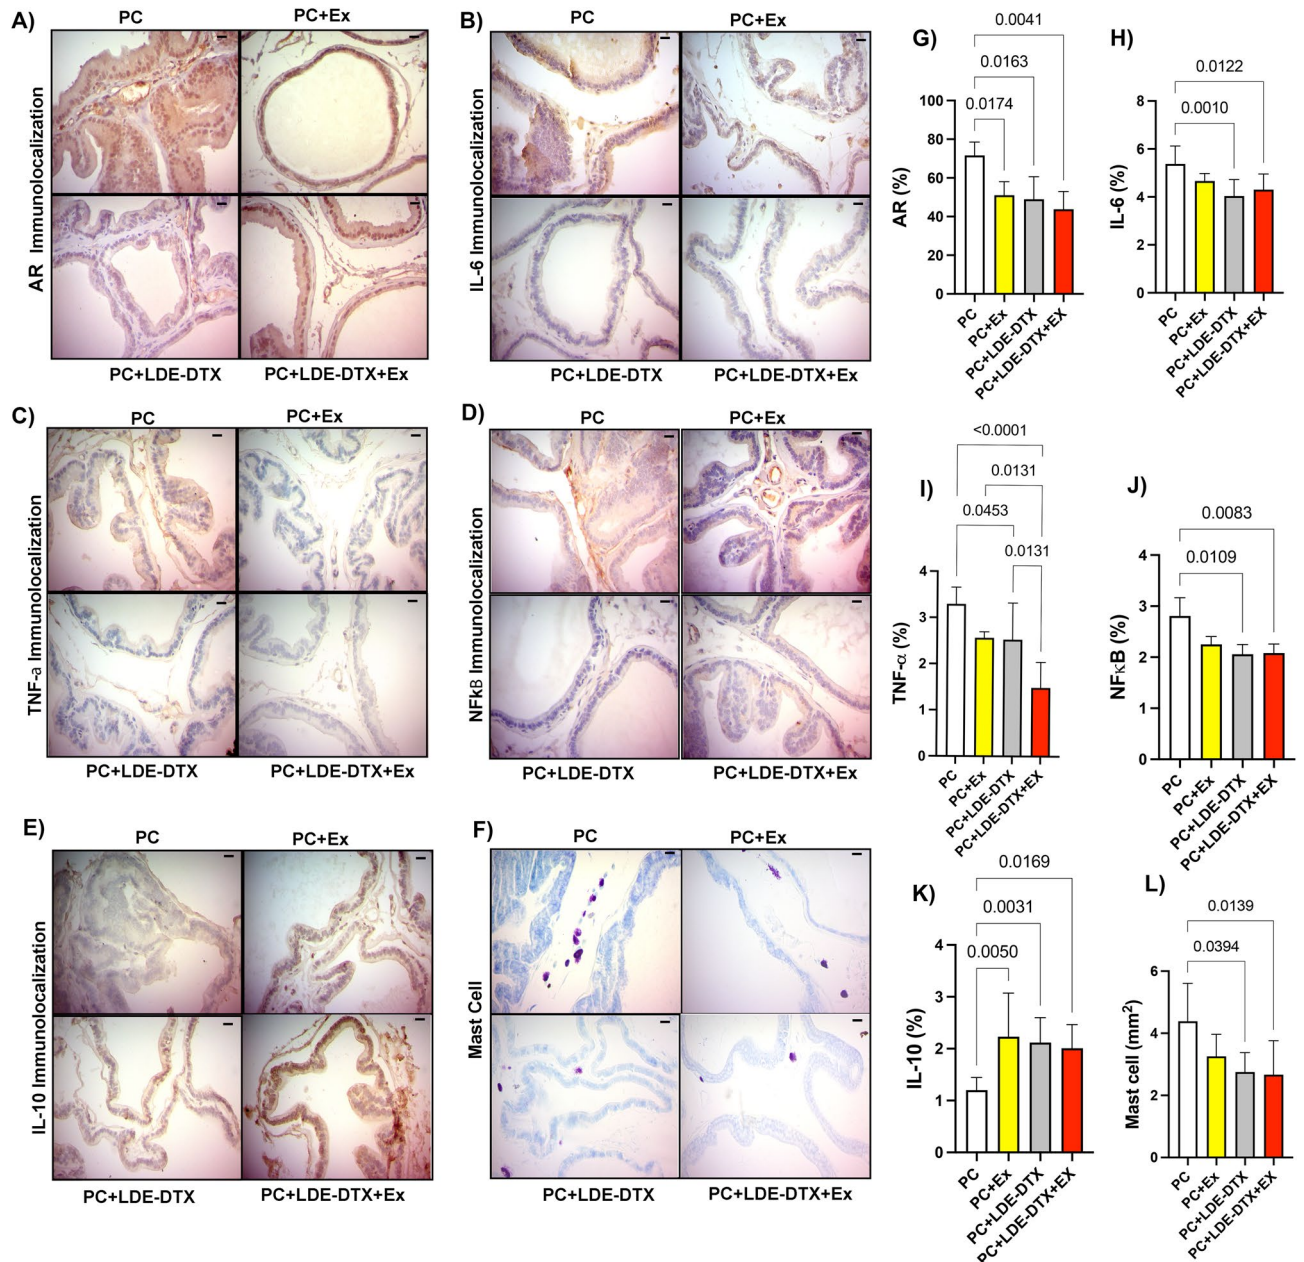 A)
PC
PC+Ex
AR Immunolocalization
PC+LDE-DTX
PC+LDE-DTX+Ex
B)
PC
PC+Ex
IL-6 Immunolocalization
PC+LDE-DTX
PC+LDE-DTX+Ex
G)
0.0041
0.0163
0.0174
100
80
60
40
20
0
AR (%)
PC
PC+Ex
PC+LDE-DTX
PC+LDE-DTX+EX
H)
0.0122
0.0010
8
6
4
2
0
IL-6 (%)
PC
PC+Ex
PC+LDE-DTX
PC+LDE-DTX+EX
C)
PC
PC+Ex
TNF-a Immunolocalization
PC+LDE-DTX
PC+LDE-DTX+Ex
D)
PC
PC+Ex
NFkB Immunolocalization
PC+LDE-DTX
PC+LDE-DTX+Ex
I)
<0.0001
0.0131
0.0453
0.0131
4
3
2
1
0
TNF-α (%)
PC
PC+Ex
PC+LDE-DTX
PC+LDE-DTX+EX
J)
0.0083
0.0109
4
3
2
1
0
NFκB (%)
PC
PC+Ex
PC+LDE-DTX
PC+LDE-DTX+EX
E)
PC
PC+Ex
IL-10 Immunolocalization
PC+LDE-DTX
PC+LDE-DTX+Ex
F)
PC
PC+Ex
Mast Cell
PC+LDE-DTX
PC+LDE-DTX+Ex
K)
0.0169
0.0031
0.0050
4
3
2
1
0
IL-10 (%)
PC
PC+Ex
PC+LDE-DTX
PC+LDE-DTX+EX
L)
0.0139
0.0394
6
4
2
0
Mast cell (mm²)
PC
PC+Ex
PC+LDE-DTX
PC+LDE-DTX+EX